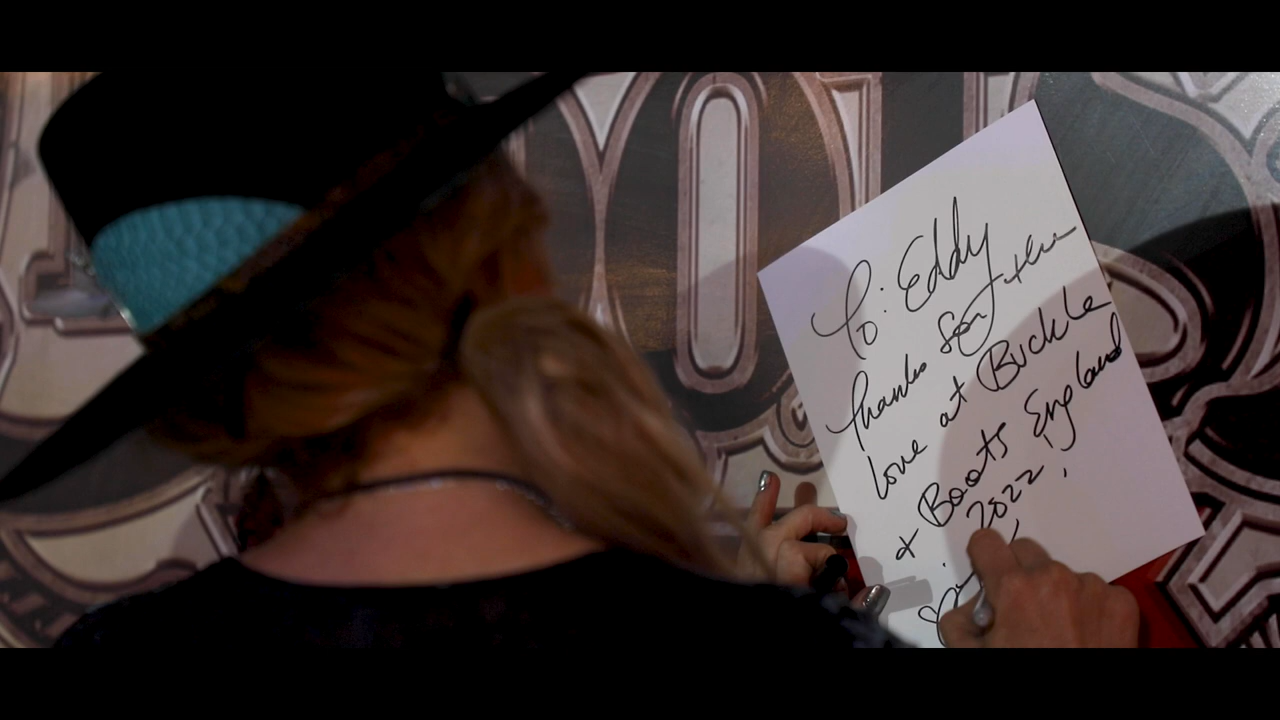 To: Eddy
Thanks for the
love at Buckle
& Boots England
2022!